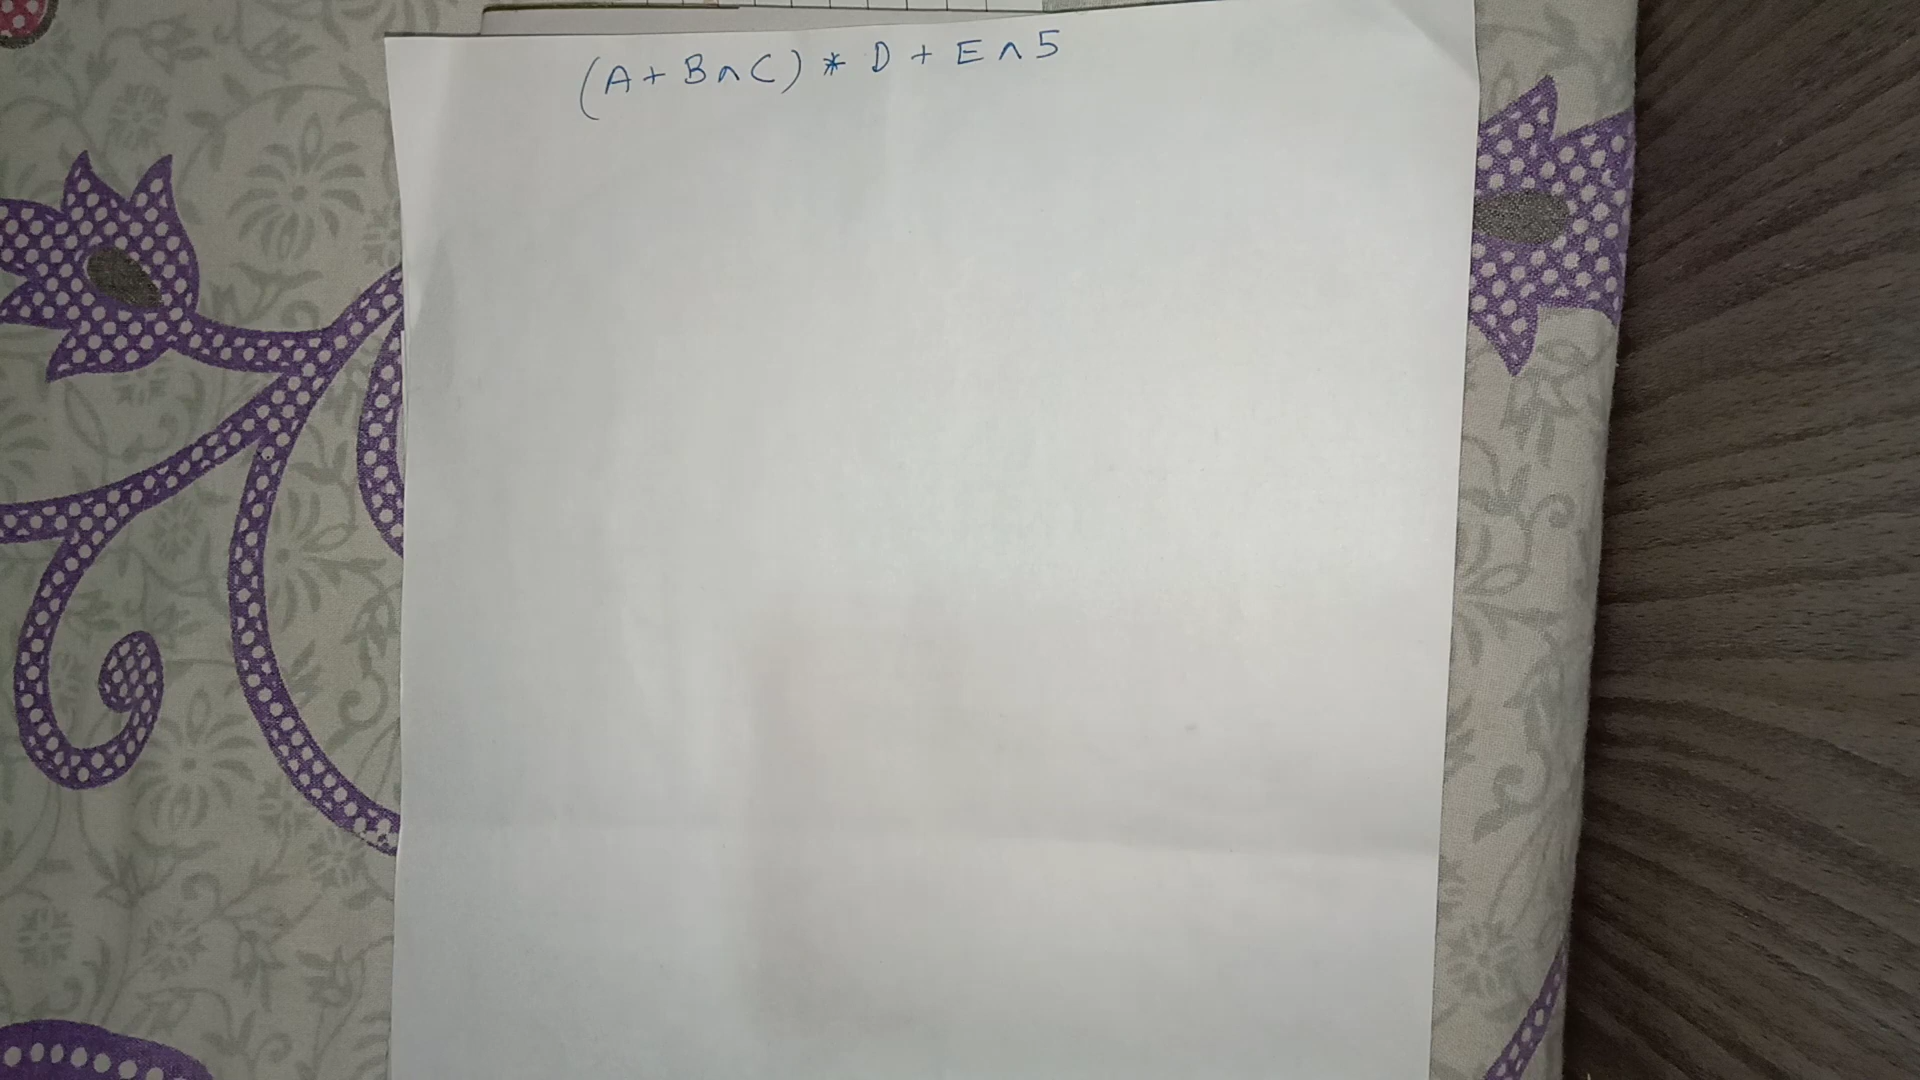 (A + B ^ C) * D + E ^ 5